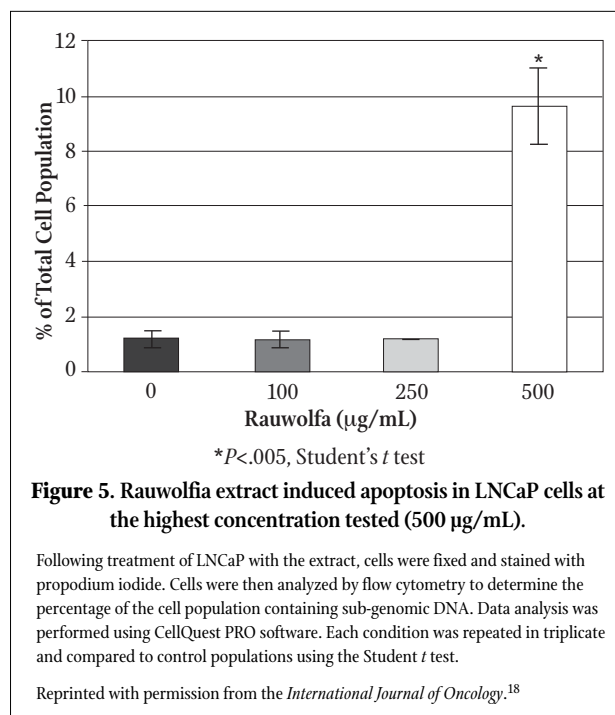 12
*
10
8
6
4
2
0
% of Total Cell Population
0 100 250 500
Rauwolfa (μg/mL)
*P<.005, Student's t test
Figure 5. Rauwolfia extract induced apoptosis in LNCaP cells at
the highest concentration tested (500 μg/mL).
Following treatment of LNCaP with the extract, cells were fixed and stained with
propodium iodide. Cells were then analyzed by flow cytometry to determine the
percentage of the cell population containing sub-genomic DNA. Data analysis was
performed using CellQuest PRO software. Each condition was repeated in triplicate
and compared to control populations using the Student t test.
Reprinted with permission from the International Journal of Oncology.18